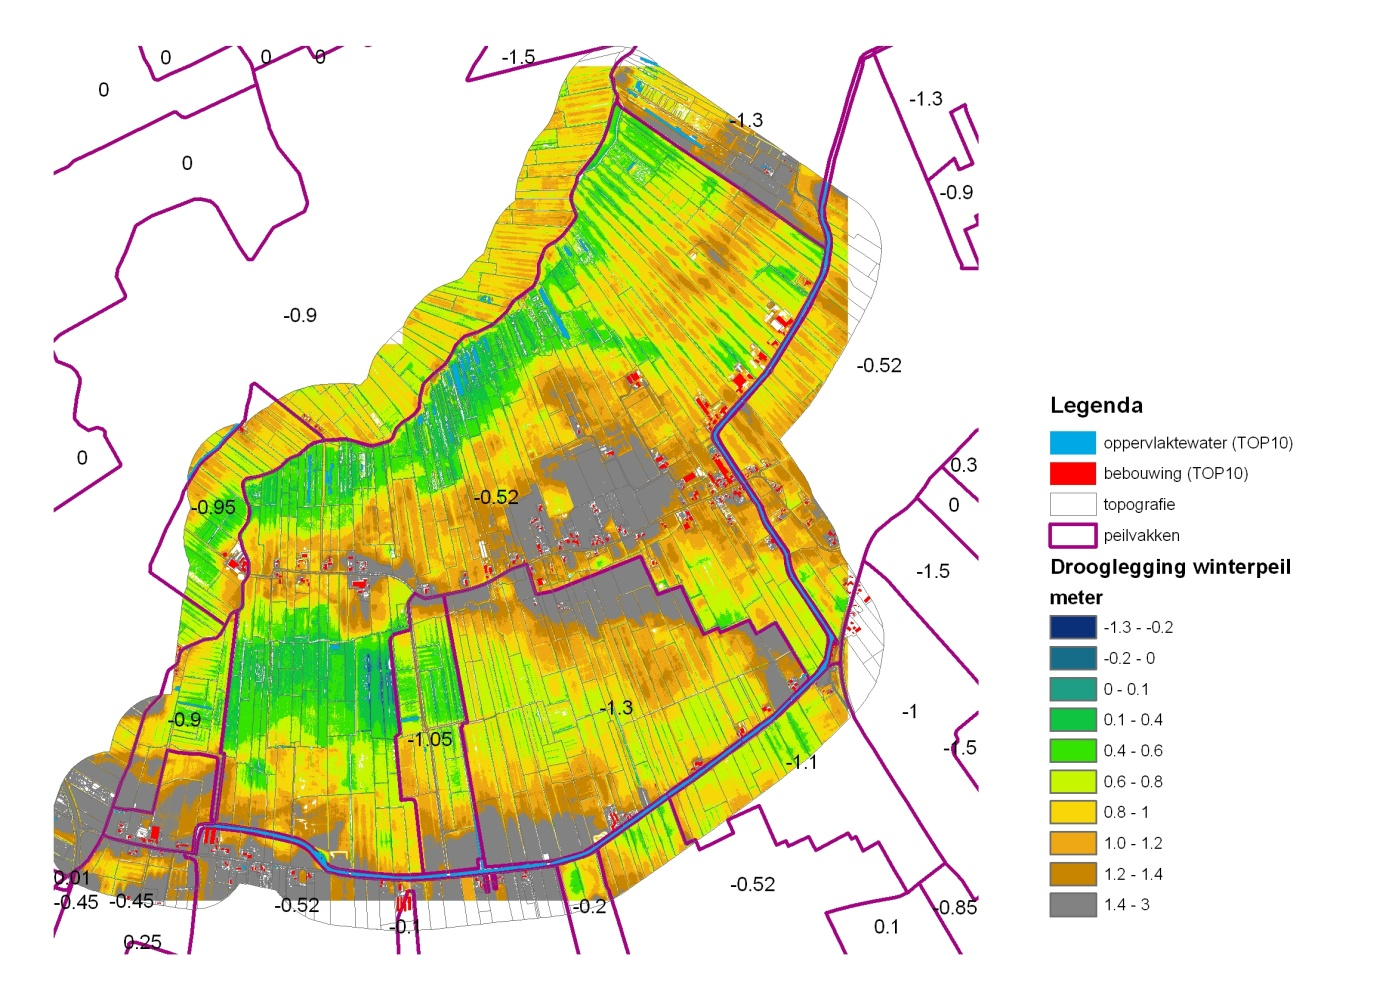 0
0
0
-1.5
0
-1.3
-1.3
0
-0.9
-0.9
-0.52
0
-0.52
-0.95
0.3
0
-1.5
-1.3
-1
-0.9
-1.05
-1.5
-1.1
-0.52
0.01
-0.45
-0.45
-0.52
-0.2
-0.1
-0.85
0.1
0.25
Legenda
oppervlaktewater (TOP10)
bebouwing (TOP10)
topografie
peilvakken
Drooglegging winterpeil
meter
-1.3 - -0.2
-0.2 - 0
0 - 0.1
0.1 - 0.4
0.4 - 0.6
0.6 - 0.8
0.8 - 1
1.0 - 1.2
1.2 - 1.4
1.4 - 3